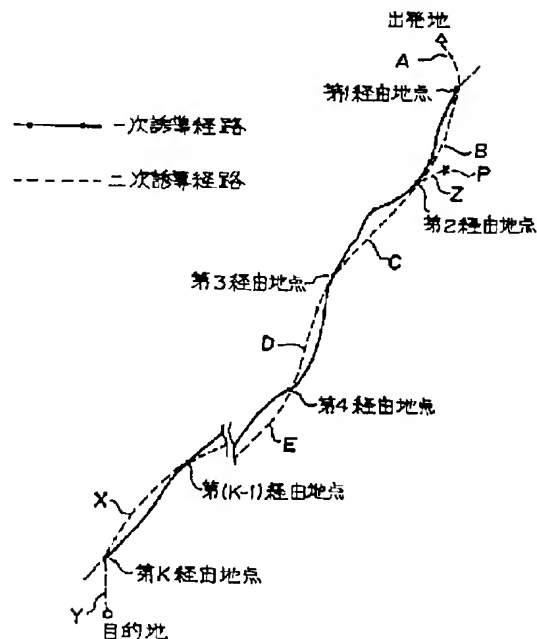 出発地
A
第1経由地点
一次誘導経路
B
P
二次誘導経路
Z
第2経由地点
C
第3経由地点
D
第4経由地点
E
X
第(K-1)経由地点
第K経由地点
Y
目的地